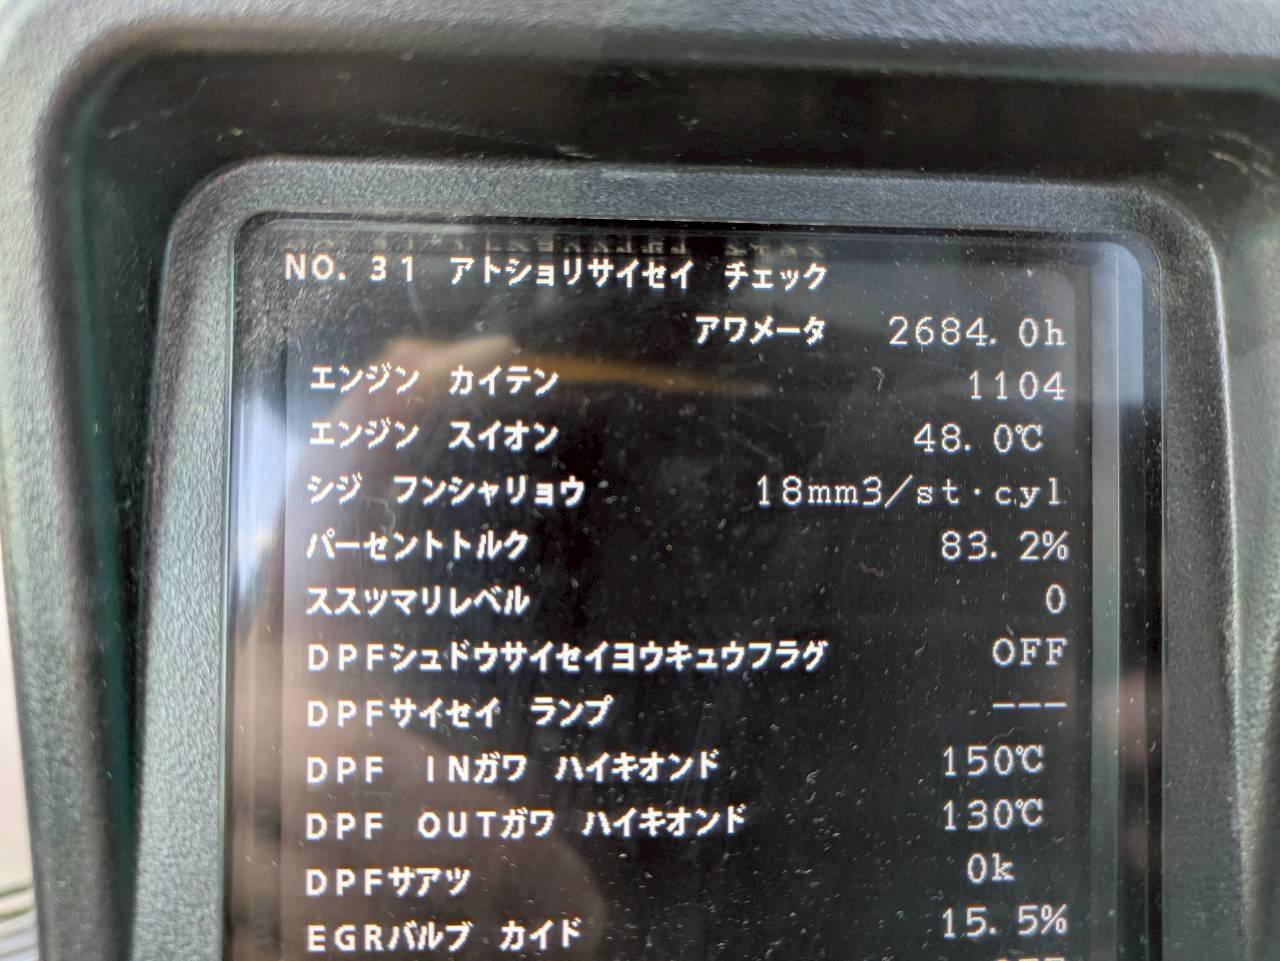 NO. 31 アトショリサイセイ チェック
アワメータ 2684. 0h
エンジン カイテン 1104
エンジン スイオン 48. 0℃
シジ フンシャリョウ 18mm3/st·cyl
パーセントトルク 83. 2%
ススツマリレベル 0
DPFシュドウサイセイヨウキュウフラグ OFF
DPFサイセイ ランプ ---
DPF INガワ ハイキオンド 150℃
DPF OUTガワ ハイキオンド 130℃
DPFサアツ 0k
EGRバルブ カイド 15. 5%